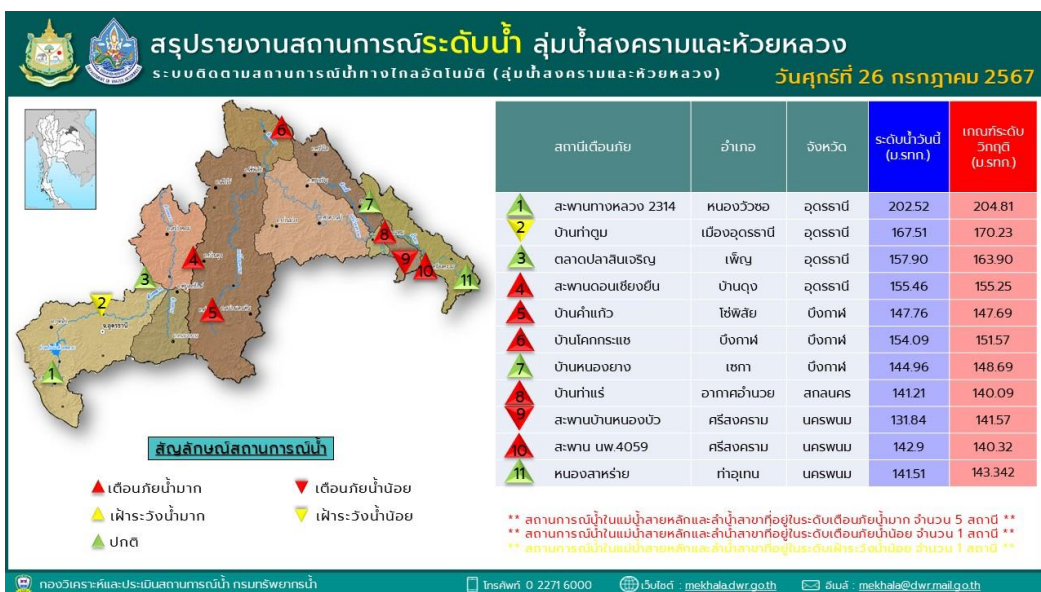 สรุปรายงานสถานการณ์ระดับน้ำ ลุ่มน้ำสงครามและห้วยหลวง
ระบบติดตามสถานการณ์น้ำทางไกลอัตโนมัติ (ลุ่มน้ำสงครามและห้วยหลวง)
วันศุกร์ที่ 26 กรกฎาคม 2567
6
7
8
9
10
11
4
3
5
2
อ.อุดรธานี
1
สถานีเตือนภัย อำเภอ จังหวัด ระดับน้ำวันนี้ (ม.รทก.) เกณฑ์ระดับวิกฤติ (ม.รทก.)
1 สะพานทางหลวง 2314 หนองวัวซอ อุดรธานี 202.52 204.81
2 บ้านท่าตูม เมืองอุดรธานี อุดรธานี 167.51 170.23
3 ตลาดปลาสินเจริญ เพ็ญ อุดรธานี 157.90 163.90
4 สะพานดอนเชียงยืน บ้านดุง อุดรธานี 155.46 155.25
5 บ้านคำแก้ว โซ่พิสัย บึงกาฬ 147.76 147.69
6 บ้านโคกกระแซ บึงกาฬ บึงกาฬ 154.09 151.57
7 บ้านหนองยาง เซกา บึงกาฬ 144.96 148.69
8 บ้านท่าแร่ อากาศอำนวย สกลนคร 141.21 140.09
9 สะพานบ้านหนองบัว ศรีสงคราม นครพนม 131.84 141.57
10 สะพาน นพ.4059 ศรีสงคราม นครพนม 142.9 140.32
11 หนองสาหร่าย ท่าอุเทน นครพนม 141.51 143.342
สัญลักษณ์สถานการณ์น้ำ
เตือนภัยน้ำมาก เตือนภัยน้ำน้อย
เฝ้าระวังน้ำมาก เฝ้าระวังน้ำน้อย
ปกติ
** สถานการณ์น้ำในแม่น้ำสายหลักและลำน้ำสาขาที่อยู่ในระดับเตือนภัยน้ำมาก จำนวน 5 สถานี **
** สถานการณ์น้ำในแม่น้ำสายหลักและลำน้ำสาขาที่อยู่ในระดับเตือนภัยน้ำน้อย จำนวน 1 สถานี **
** สถานการณ์น้ำในแม่น้ำสายหลักและลำน้ำสาขาที่อยู่ในระดับเฝ้าระวังน้ำน้อย จำนวน 1 สถานี **
กองวิเคราะห์และประเมินสถานการณ์น้ำ กรมทรัพยากรน้ำ โทรศัพท์ 0 2271 6000 เว็บไซต์ : mekhala.dwr.go.th อีเมล์ : mekhala@dwr.mail.go.th